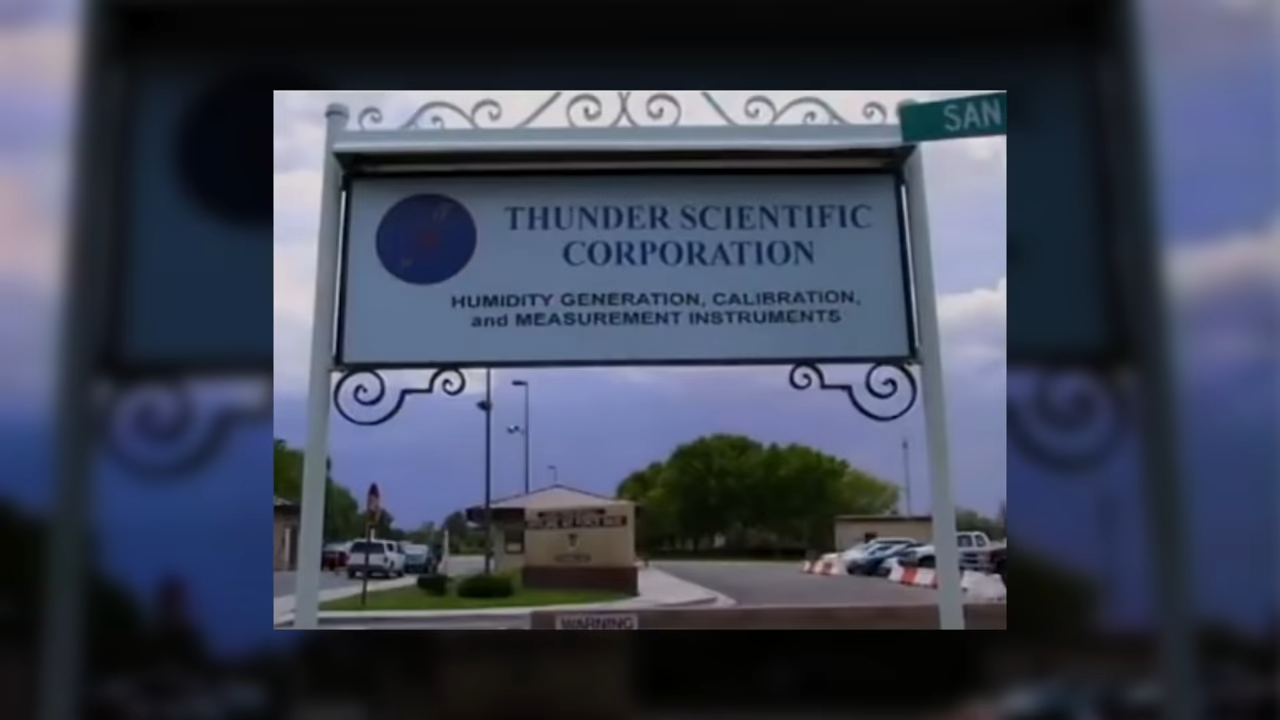 SAN
THUNDER SCIENTIFIC
CORPORATION
HUMIDITY GENERATION, CALIBRATION,
and MEASUREMENT INSTRUMENTS
WARNING